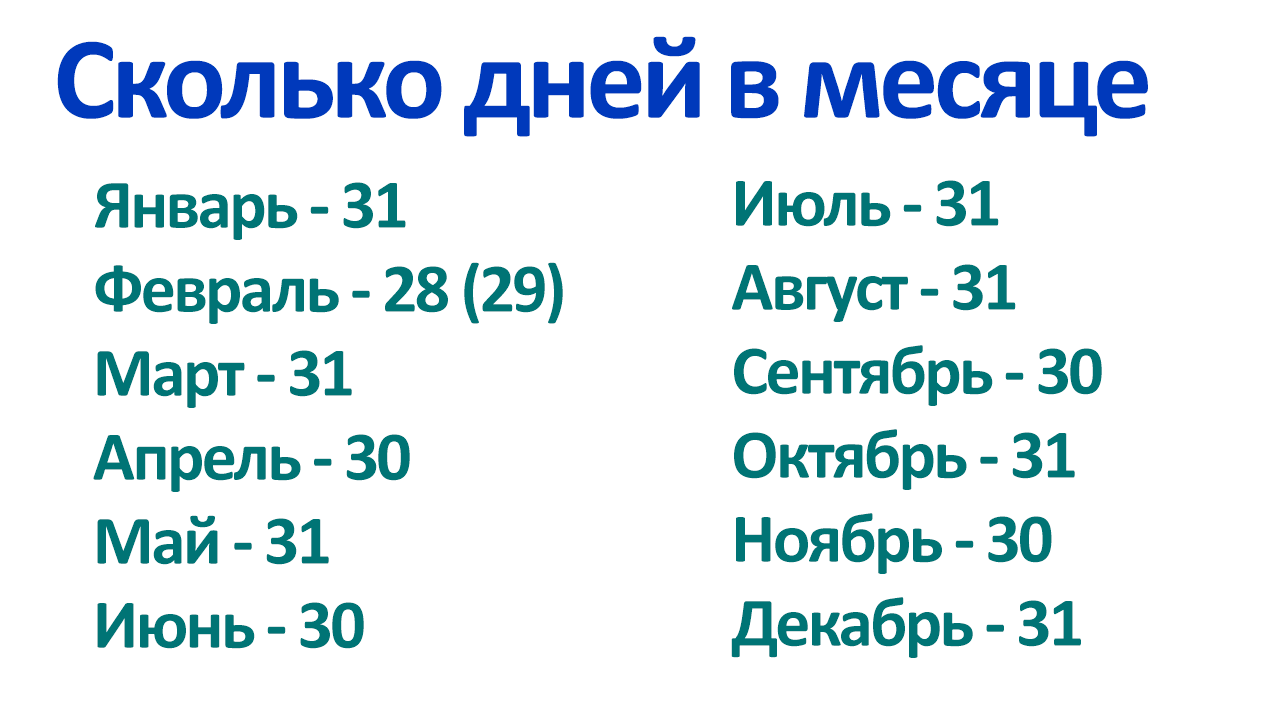 Сколько дней в месяце
Январь - 31
Февраль - 28 (29)
Март - 31
Апрель - 30
Май - 31
Июнь - 30
Июль - 31
Август - 31
Сентябрь - 30
Октябрь - 31
Ноябрь - 30
Декабрь - 31